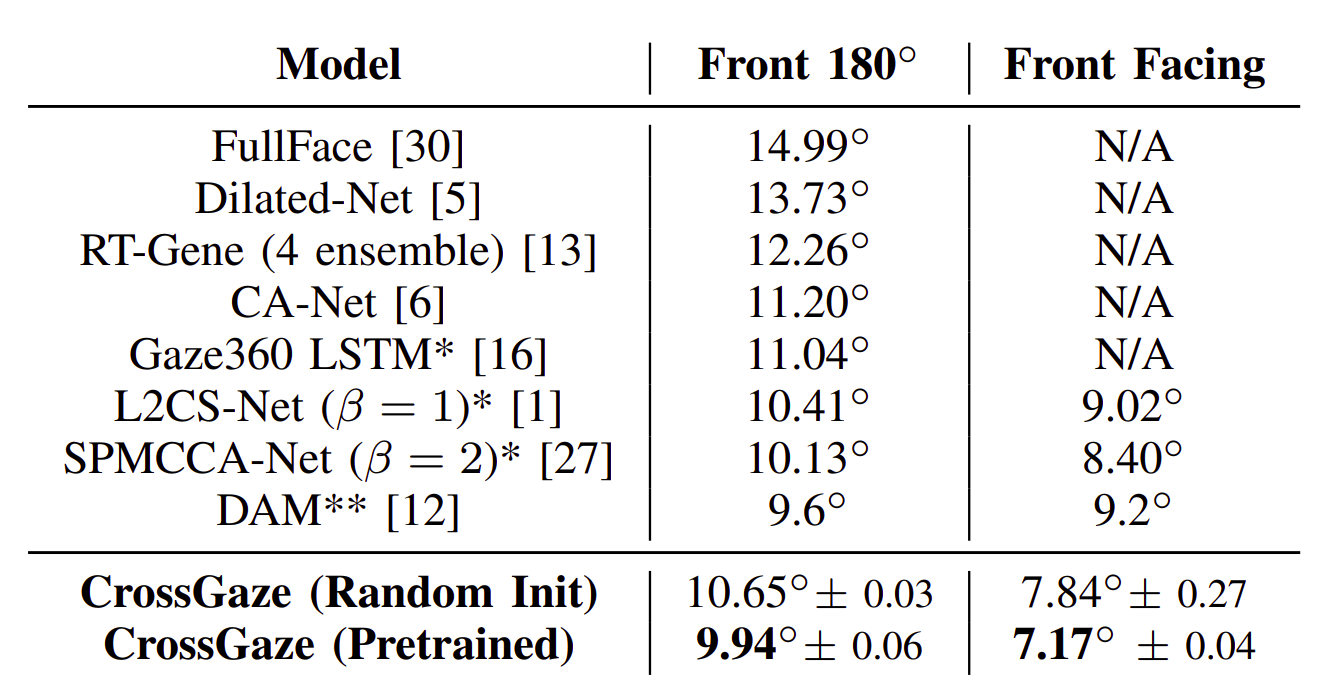 Model Front 180° Front Facing
FullFace [30] 14.99° N/A
Dilated-Net [5] 13.73° N/A
RT-Gene (4 ensemble) [13] 12.26° N/A
CA-Net [6] 11.20° N/A
Gaze360 LSTM* [16] 11.04° N/A
L2CS-Net (β = 1)* [1] 10.41° 9.02°
SPMCCA-Net (β = 2)* [27] 10.13° 8.40°
DAM** [12] 9.6° 9.2°
CrossGaze (Random Init) 10.65° ± 0.03 7.84° ± 0.27
CrossGaze (Pretrained) 9.94° ± 0.06 7.17° ± 0.04